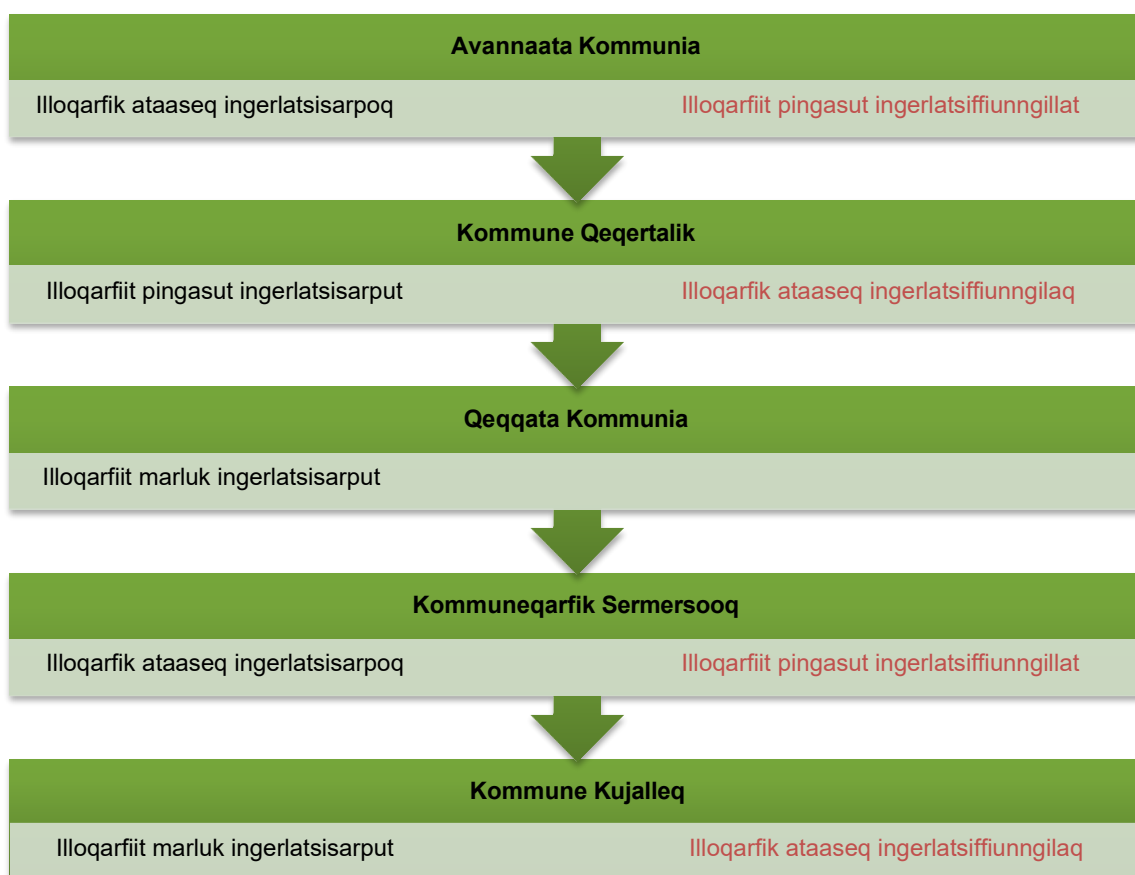 Avannaata Kommunia
Illoqarfik ataaseq ingerlatsisarpoq
Illoqarfiit pingasut ingerlatsiffiunngillat
Kommune Qeqertalik
Illoqarfiit pingasut ingerlatsisarput
Illoqarfik ataaseq ingerlatsiffiunngilaq
Qeqqata Kommunia
Illoqarfiit marluk ingerlatsisarput
Kommuneqarfik Sermersooq
Illoqarfik ataaseq ingerlatsisarpoq
Illoqarfiit pingasut ingerlatsiffiunngillat
Kommune Kujalleq
Illoqarfiit marluk ingerlatsisarput
Illoqarfik ataaseq ingerlatsiffiunngilaq